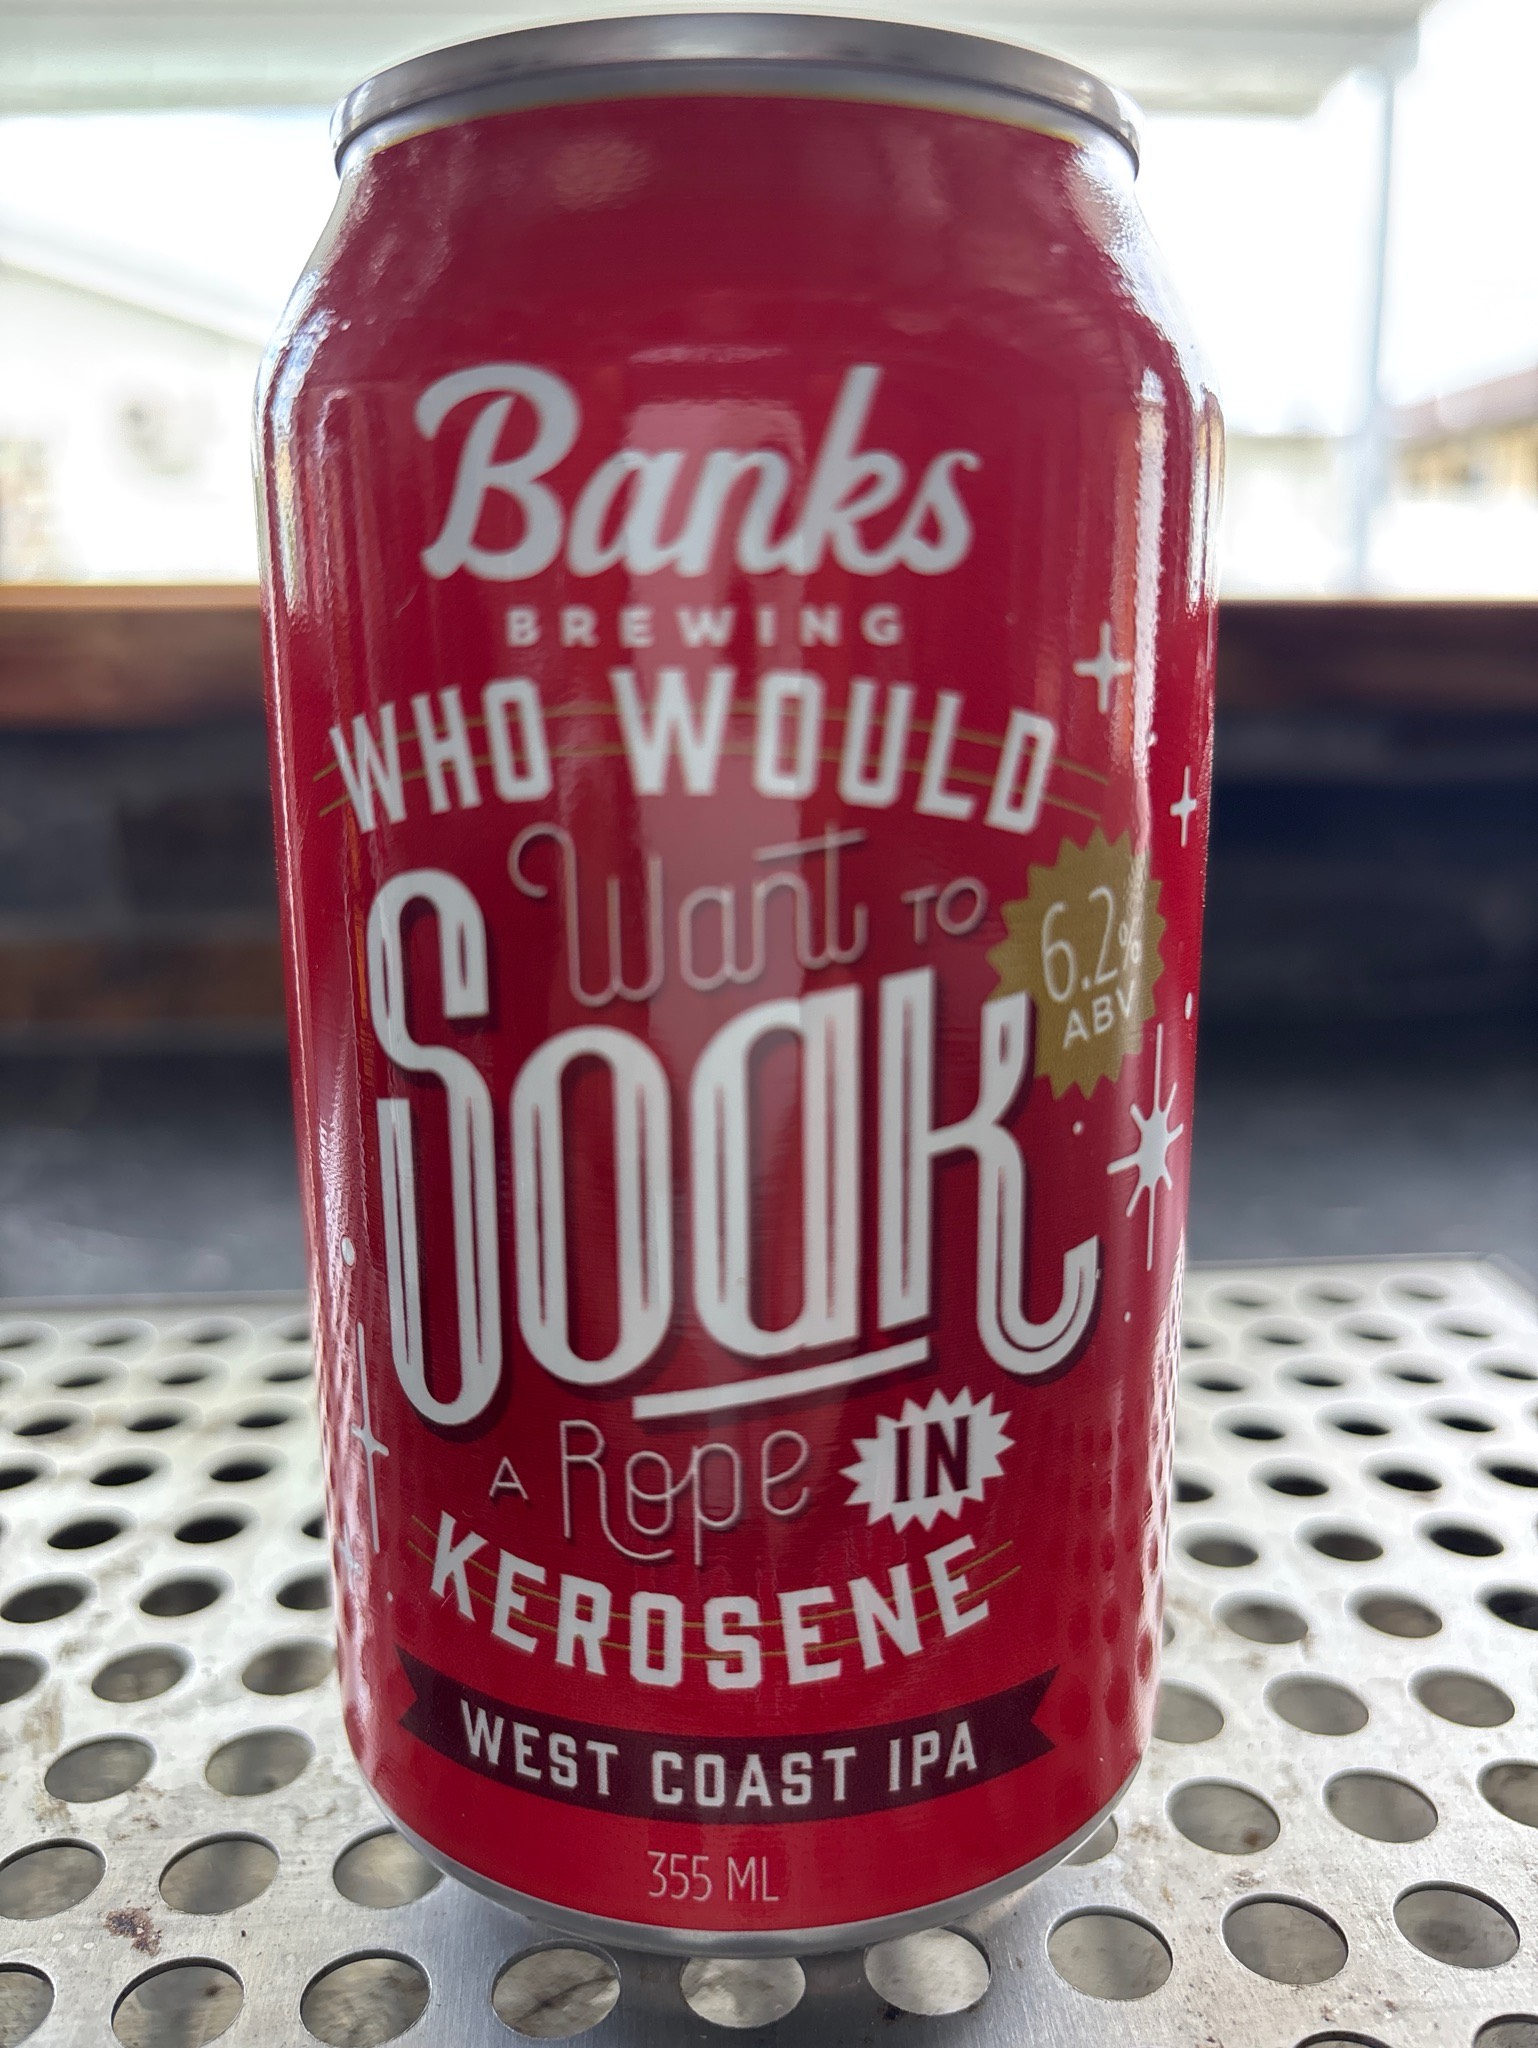 Banks
BREWING
WHO WOULD
Want TO
Soak
6.2%
ABV
A Rope IN
KEROSENE
WEST COAST IPA
355 ML